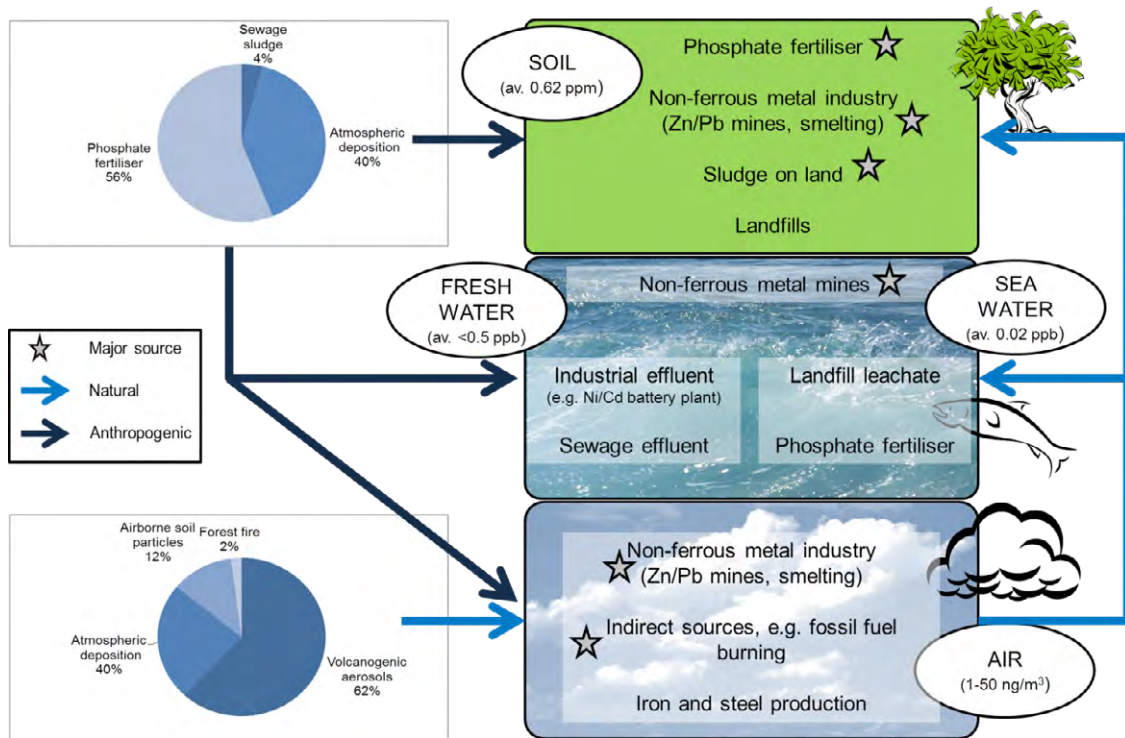 Sewage
sludge
4%
Atmospheric
deposition
40%
Phosphate
fertiliser
56%
SOIL
(av. 0.62 ppm)
Phosphate fertiliser
Non-ferrous metal industry
(Zn/Pb mines, smelting)
Sludge on land
Landfills
FRESH
WATER
(av. <0.5 ppb)
Non-ferrous metal mines
SEA
WATER
(av. 0.02 ppb)
Industrial effluent
(e.g. Ni/Cd battery plant)
Sewage effluent
Landfill leachate
Phosphate fertiliser
Major source
Natural
Anthropogenic
Airborne soil
particles
12%
Forest fire
2%
Atmospheric
deposition
40%
Volcanogenic
aerosols
62%
Non-ferrous metal industry
(Zn/Pb mines, smelting)
Indirect sources, e.g. fossil fuel
burning
Iron and steel production
AIR
(1-50 ng/m³)